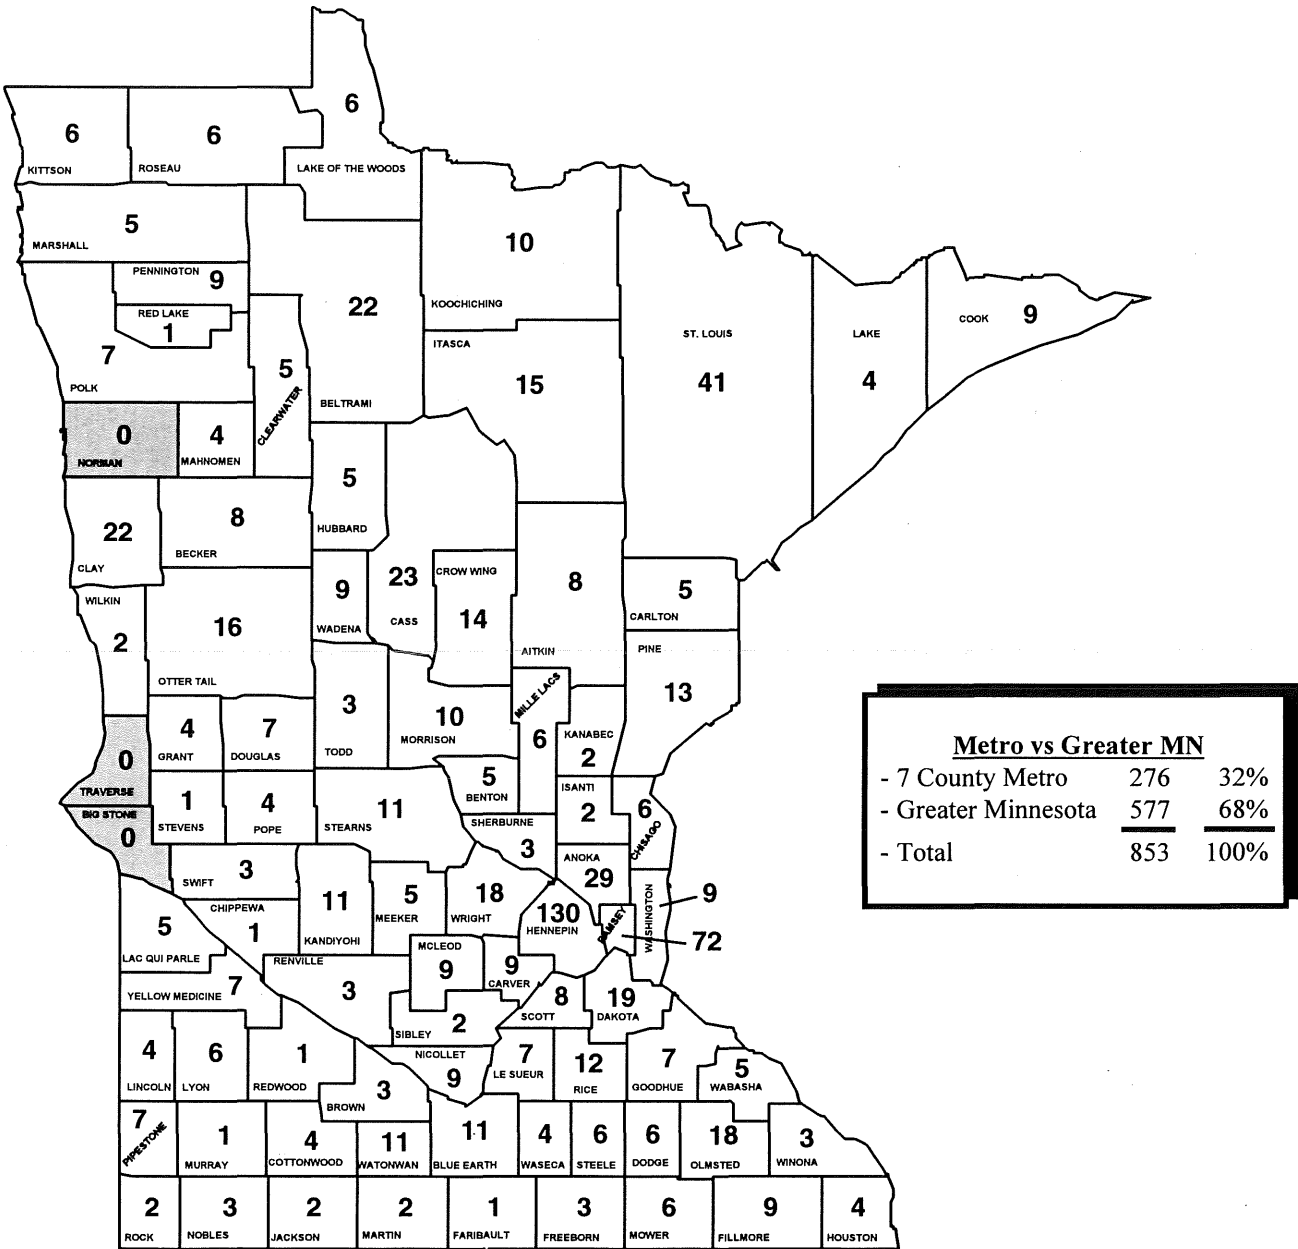 6
6
6
KITTSON
ROSEAU
LAKE OF THE WOODS
5
MARSHALL
10
KOOCHICHING
PENNINGTON 9
RED LAKE
1
7
POLK
22
BELTRAMI
5
CLEARWATER
ITASCA
15
ST. LOUIS
41
LAKE
4
COOK 9
0
NORMAN
4
MAHNOMEN
5
HUBBARD
22
CLAY
8
BECKER
23
CASS
CROW WING
14
9
WADENA
8
AITKIN
5
CARLTON
WILKIN
2
16
OTTER TAIL
PINE
13
3
TODD
10
MORRISON
MILLE LACS
6
KANABEC
2
4
GRANT
7
DOUGLAS
0
TRAVERSE
BIG STONE
0
1
STEVENS
4
POPE
11
STEARNS
5
BENTON
SHERBURNE
3
ISANTI
2
6
CHISAGO
ANOKA
29
3
SWIFT
CHIPPEWA
1
11
KANDIYOHI
5
MEEKER
18
WRIGHT
130
HENNEPIN
RAMSEY
72
WASHINGTON
9
5
LAC QUI PARLE
YELLOW MEDICINE 7
RENVILLE
3
MCLEOD
9
9
CARVER
8
SCOTT
19
DAKOTA
SIBLEY 2
NICOLLET
9
4
LINCOLN
6
LYON
1
REDWOOD
3
BROWN
7
LE SUEUR
12
RICE
7
GOODHUE
5
WABASHA
7
PIPESTONE
1
MURRAY
4
COTTONWOOD
11
WATONWAN
11
BLUE EARTH
4
WASECA
6
STEELE
6
DODGE
18
OLMSTED
3
WINONA
2
ROCK
3
NOBLES
2
JACKSON
2
MARTIN
1
FARIBAULT
3
FREEBORN
6
MOWER
9
FILLMORE
4
HOUSTON
Metro vs Greater MN
- 7 County Metro 276 32%
- Greater Minnesota 577 68%
- Total 853 100%